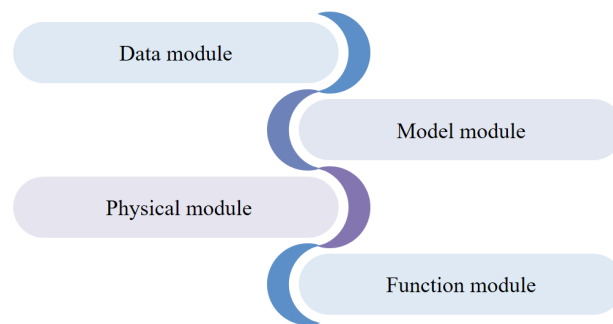 Data module
Model module
Physical module
Function module